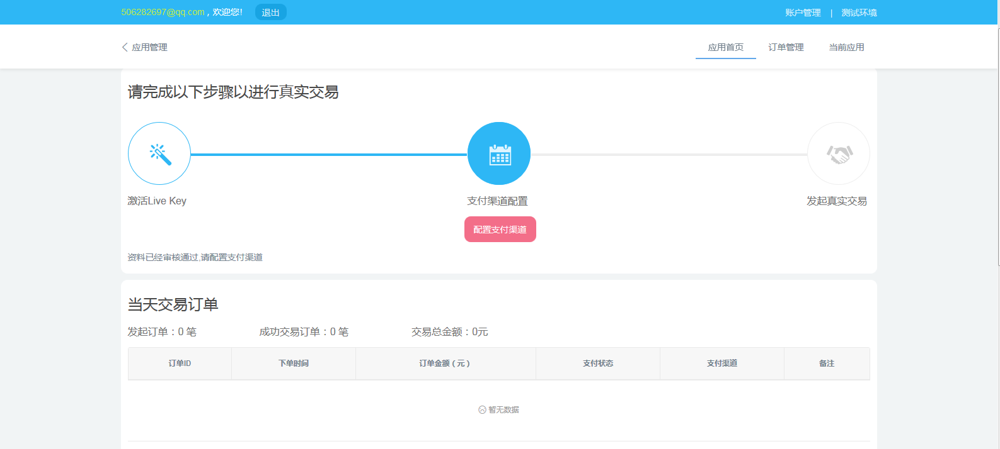 506282697@qq.com , 欢迎您! 退出 账户管理 | 测试环境
应用管理 应用首页 订单管理 当前应用
请完成以下步骤以进行真实交易
激活Live Key 支付渠道配置 发起真实交易
配置支付渠道
资料已经审核通过,请配置支付渠道
当天交易订单
发起订单：0 笔 成功交易订单：0 笔 交易总金额：0元
订单ID 下单时间 订单金额（元） 支付状态 支付渠道 备注
暂无数据